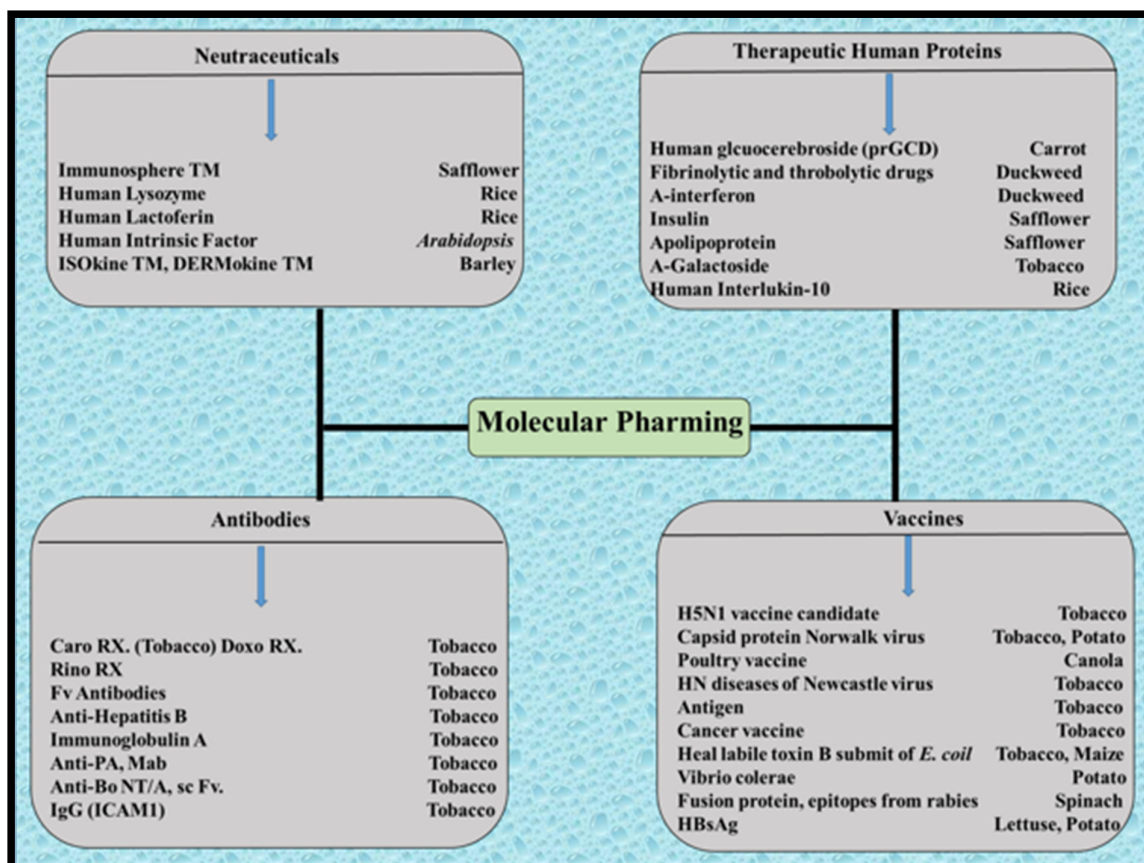 Neutraceuticals
Immunosphere TM Safflower
Human Lysozyme Rice
Human Lactoferin Rice
Human Intrinsic Factor Arabidopsis
ISOkine TM, DERMokine TM Barley
Therapeutic Human Proteins
Human glcuocerebroside (prGCD) Carrot
Fibrinolytic and throbolytic drugs Duckweed
A-interferon Duckweed
Insulin Safflower
Apolipoprotein Safflower
A-Galactoside Tobacco
Human Interlukin-10 Rice
Molecular Pharming
Antibodies
Caro RX. (Tobacco) Doxo RX. Tobacco
Rino RX Tobacco
Fv Antibodies Tobacco
Anti-Hepatitis B Tobacco
Immunoglobulin A Tobacco
Anti-PA, Mab Tobacco
Anti-Bo NT/A, sc Fv. Tobacco
IgG (ICAM1) Tobacco
Vaccines
H5N1 vaccine candidate Tobacco
Capsid protein Norwalk virus Tobacco, Potato
Poultry vaccine Canola
HN diseases of Newcastle virus Tobacco
Antigen Tobacco
Cancer vaccine Tobacco
Heal labile toxin B submit of E. coil Tobacco, Maize
Vibrio colerae Potato
Fusion protein, epitopes from rabies Spinach
HBsAg Lettuse, Potato